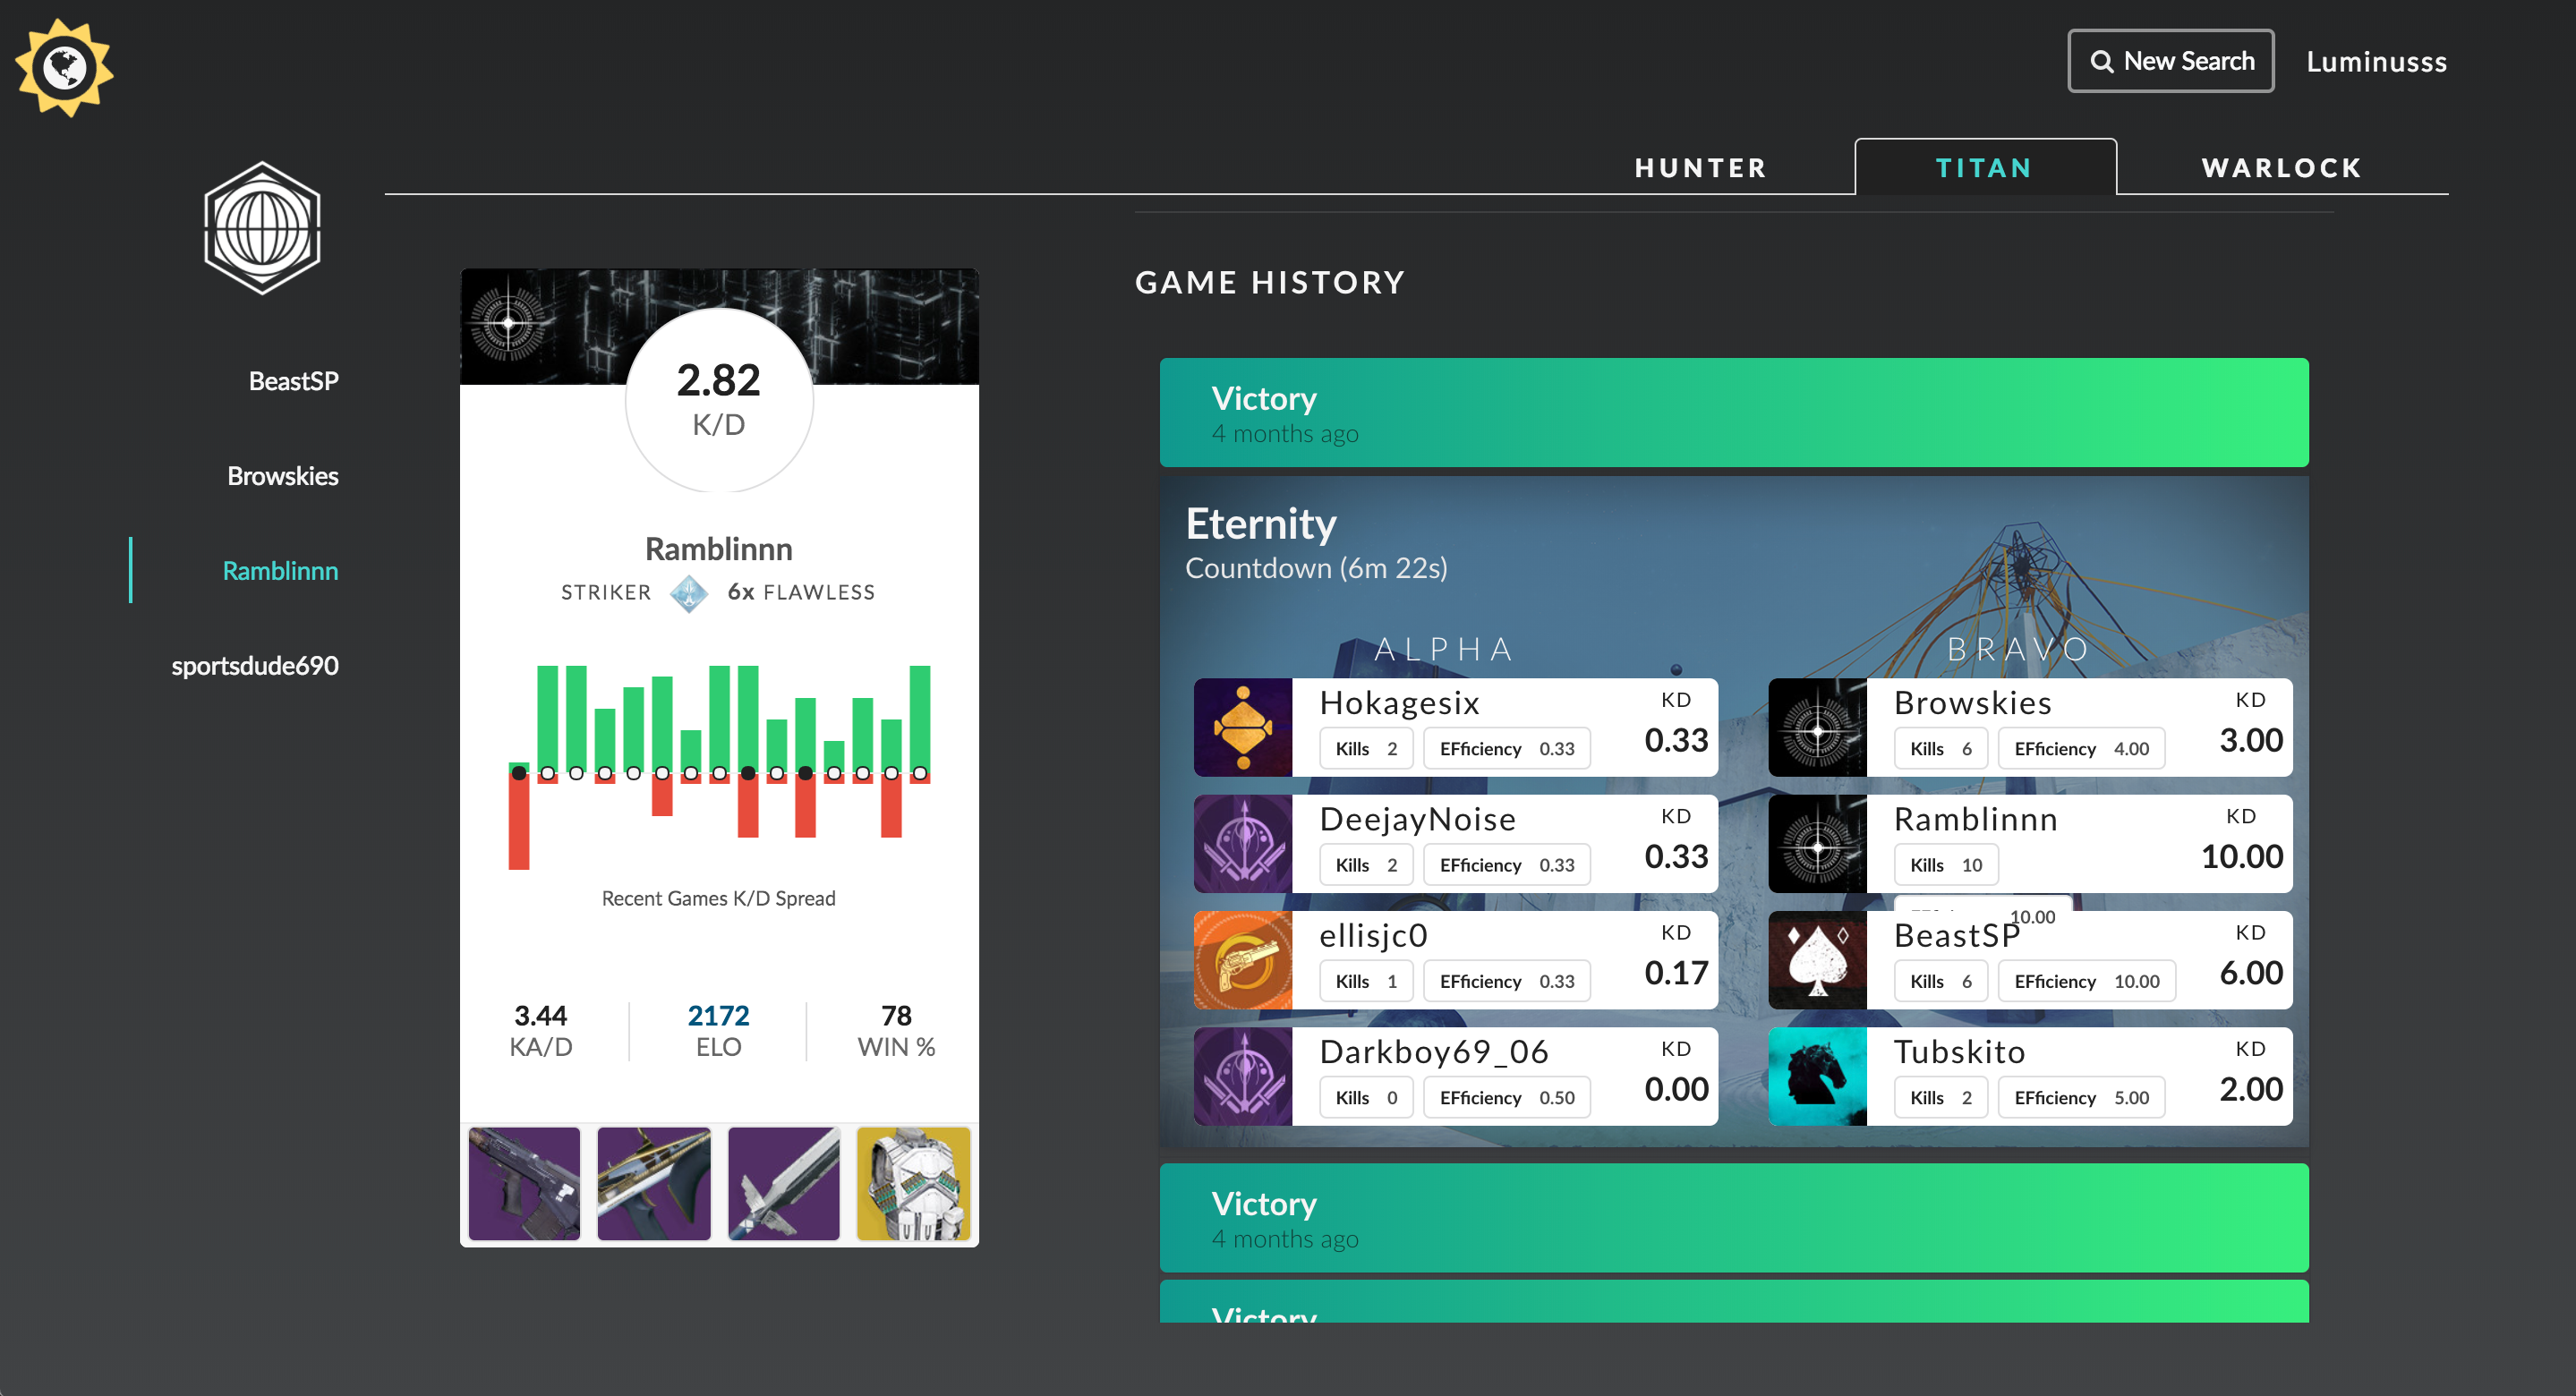 New Search
Luminusss
HUNTER
TITAN
WARLOCK
BeastSP
Browskies
Ramblinnn
sportsdude690
2.82
K/D
Ramblinnn
STRIKER 6x FLAWLESS
Recent Games K/D Spread
3.44 2172 78
KA/D ELO WIN %
GAME HISTORY
Victory
4 months ago
Eternity
Countdown (6m 22s)
ALPHA
Hokagesix KD
Kills 2 EFficiency 0.33 0.33
DeejayNoise KD
Kills 2 EFficiency 0.33 0.33
ellisjc0 KD
Kills 1 EFficiency 0.33 0.17
Darkboy69_06 KD
Kills 0 EFficiency 0.50 0.00
BRAVO
Browskies KD
Kills 6 EFficiency 4.00 3.00
Ramblinnn KD
Kills 10 10.00
10.00
BeastSP KD
Kills 6 EFficiency 10.00 6.00
Tubskito KD
Kills 2 EFficiency 5.00 2.00
Victory
4 months ago
Victory